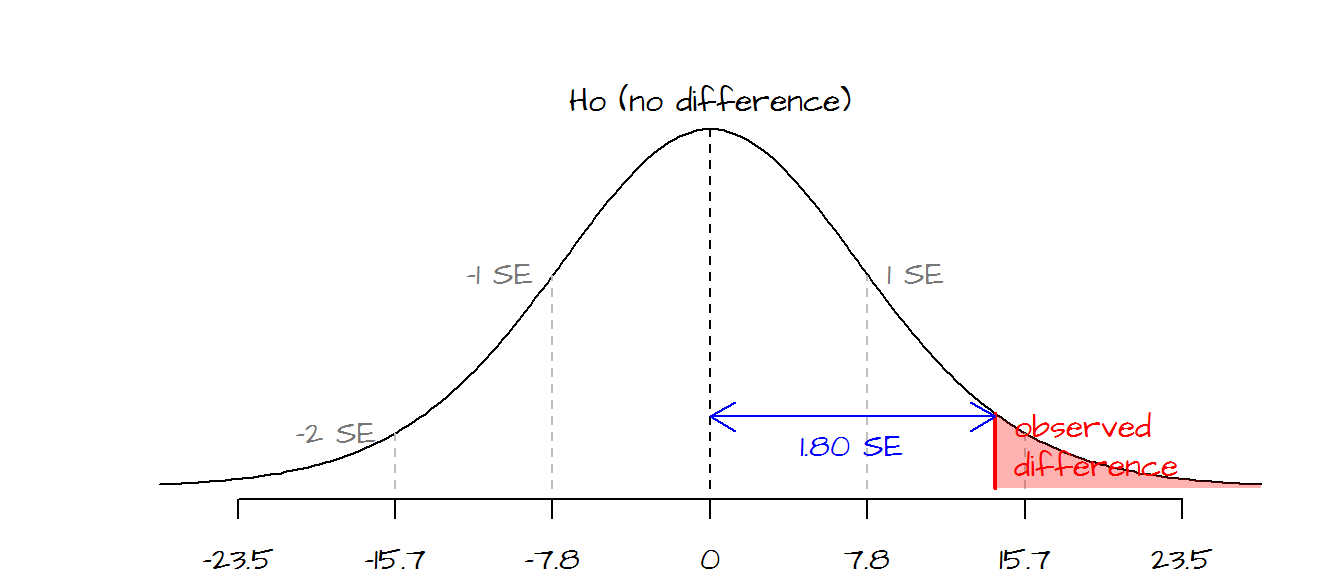 Ho (no difference)
-1 SE
1 SE
-2 SE
1.80 SE
observed
difference
-23.5
-15.7
-7.8
0
7.8
15.7
23.5